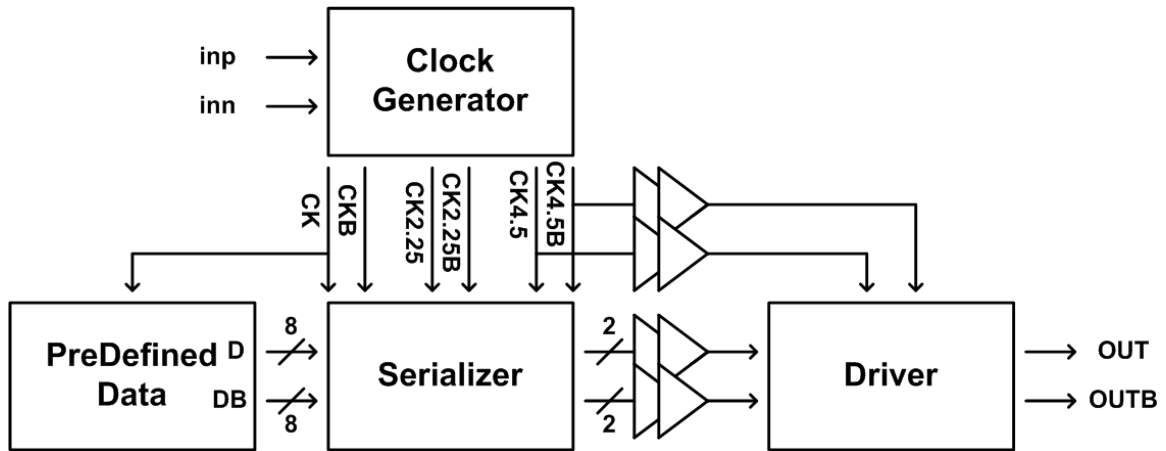 inp
inn
Clock
Generator
CK
CKB
CK2.25
CK2.25B
CK4.5
CK4.5B
PreDefined
Data
D
DB
8
8
Serializer
2
2
Driver
OUT
OUTB